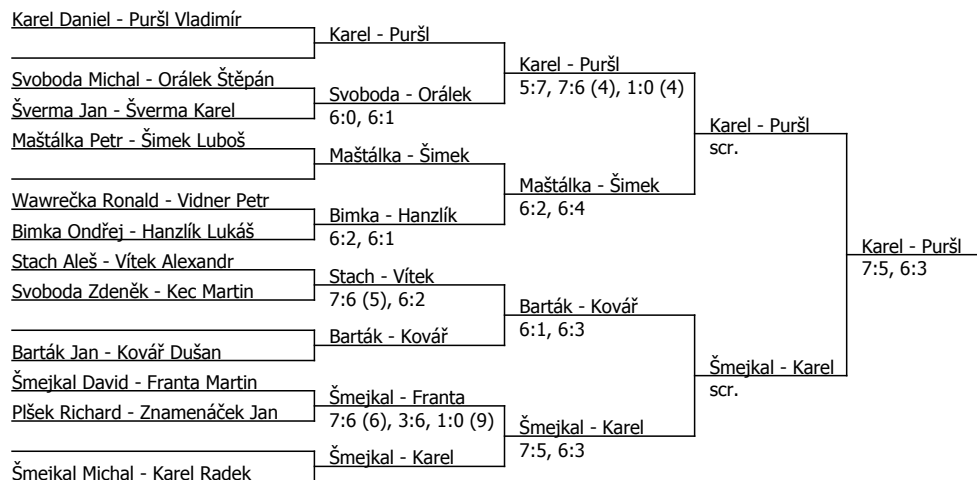 Karel Daniel - Puršl Vladimír
Svoboda Michal - Orálek Štěpán
Šverma Jan - Šverma Karel
Maštálka Petr - Šimek Luboš
Wawrečka Ronald - Vidner Petr
Bimka Ondřej - Hanzlík Lukáš
Stach Aleš - Vítek Alexandr
Svoboda Zdeněk - Kec Martin
Barták Jan - Kovář Dušan
Šmejkal David - Franta Martin
Plšek Richard - Znamenáček Jan
Šmejkal Michal - Karel Radek
Karel - Puršl
Svoboda - Orálek
6:0, 6:1
Maštálka - Šimek
Bimka - Hanzlík
6:2, 6:1
Stach - Vítek
7:6 (5), 6:2
Barták - Kovář
Šmejkal - Franta
7:6 (6), 3:6, 1:0 (9)
Šmejkal - Karel
Karel - Puršl
5:7, 7:6 (4), 1:0 (4)
Maštálka - Šimek
6:2, 6:4
Barták - Kovář
6:1, 6:3
Šmejkal - Karel
7:5, 6:3
Karel - Puršl
scr.
Šmejkal - Karel
scr.
Karel - Puršl
7:5, 6:3